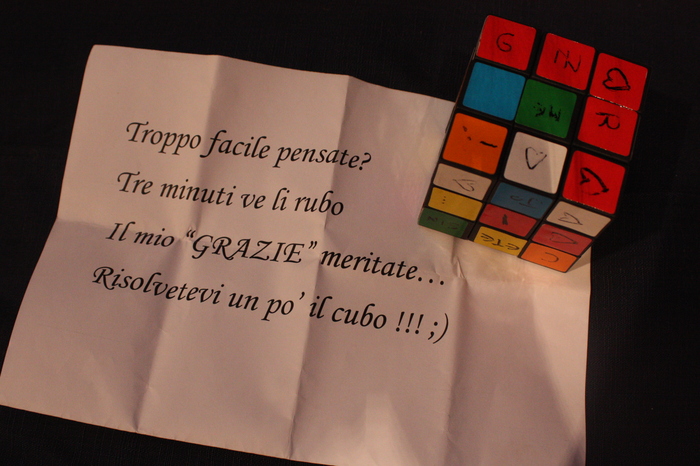 Troppo facile pensate?
Tre minuti ve li rubo
Il mio “GRAZIE” meritate...
Risolvetevi un po’ il cubo !!! ;)
G
R